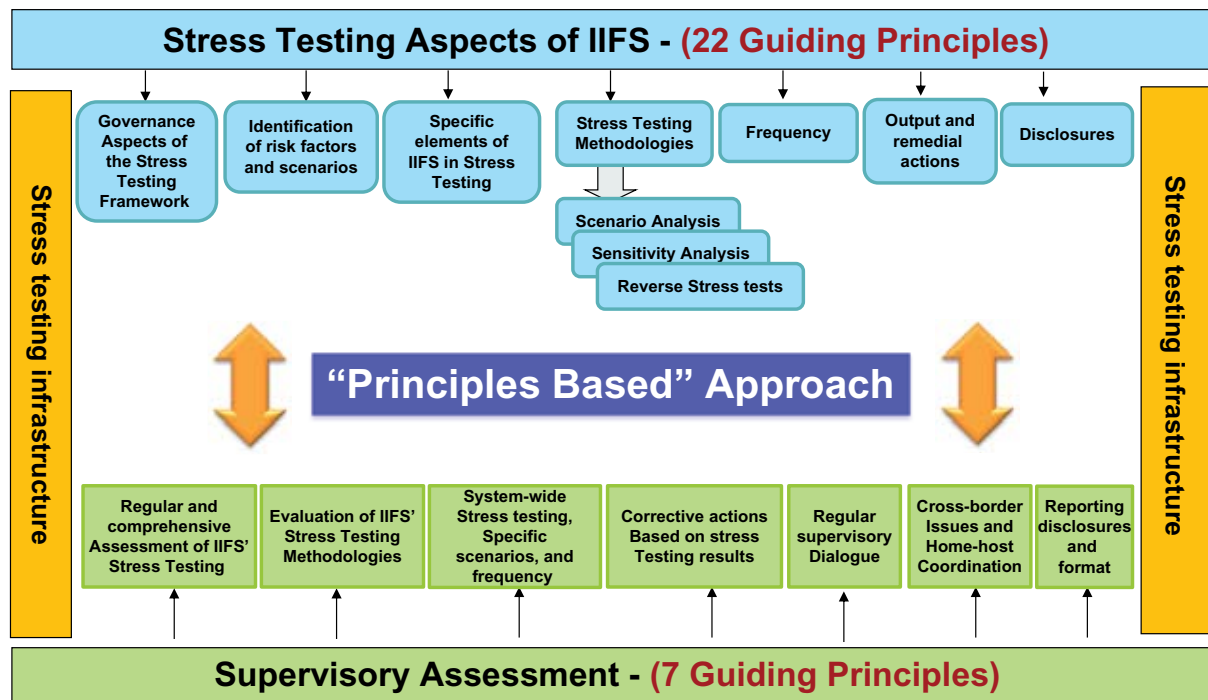 Stress Testing Aspects of IIFS - (22 Guiding Principles)
Stress testing infrastructure
Governance
Aspects of
the Stress
Testing
Framework
Identification
of risk factors
and scenarios
Specific
elements of
IIFS in Stress
Testing
Stress Testing
Methodologies
Frequency
Output and
remedial
actions
Disclosures
Scenario Analysis
Sensitivity Analysis
Reverse Stress tests
“Principles Based” Approach
Stress testing infrastructure
Regular and
comprehensive
Assessment of IIFS’
Stress Testing
Evaluation of IIFS’
Stress Testing
Methodologies
System-wide
Stress testing,
Specific
scenarios, and
frequency
Corrective actions
Based on stress
Testing results
Regular
supervisory
Dialogue
Cross-border
Issues and
Home-host
Coordination
Reporting
disclosures
and
format
Supervisory Assessment - (7 Guiding Principles)